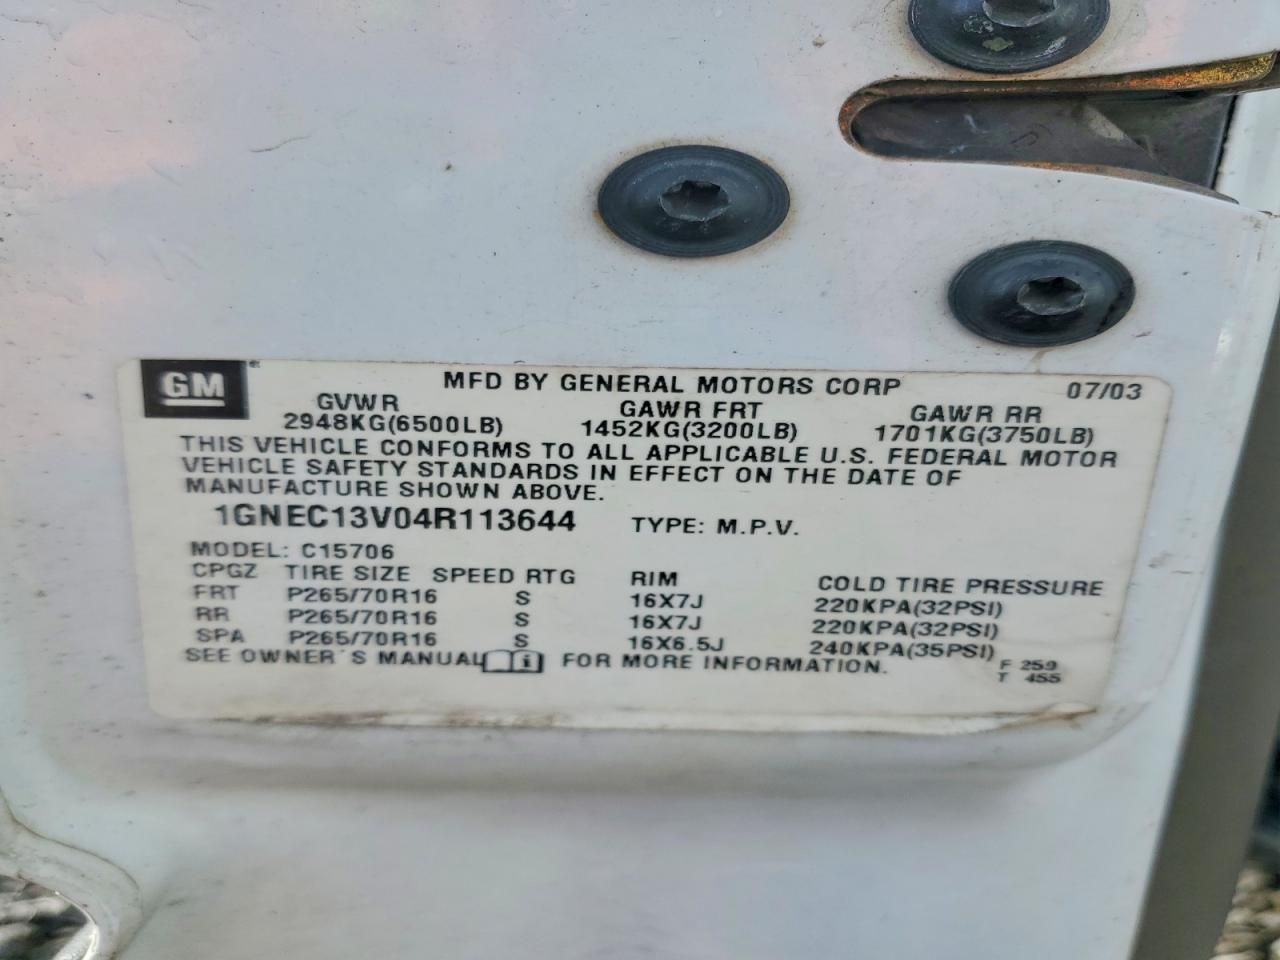 GM
MFD BY GENERAL MOTORS CORP 07/03
GVWR GAWR FRT GAWR RR
2948KG(6500LB) 1452KG(3200LB) 1701KG(3750LB)
THIS VEHICLE CONFORMS TO ALL APPLICABLE U.S. FEDERAL MOTOR
VEHICLE SAFETY STANDARDS IN EFFECT ON THE DATE OF
MANUFACTURE SHOWN ABOVE.
1GNEC13V04R113644 TYPE: M.P.V.
MODEL: C15706
CPGZ TIRE SIZE SPEED RTG RIM COLD TIRE PRESSURE
FRT P265/70R16 S 16X7J 220KPA(32PSI)
RR P265/70R16 S 16X7J 220KPA(32PSI)
SPA P265/70R16 S 16X6.5J 240KPA(35PSI)
SEE OWNER'S MANUAL i FOR MORE INFORMATION.
F 259
T 455